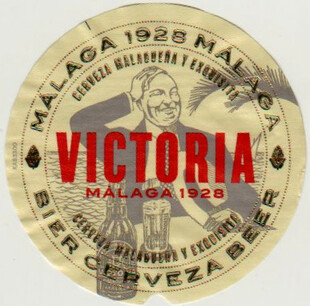 MÁLAGA 1928 MÁLAGA
CERVEZA MALAGUEÑA Y EXQUISITA
VICTORIA
MÁLAGA 1928
CERVEZA MALAGUEÑA Y EXQUISITA
BIER CERVEZA BEER